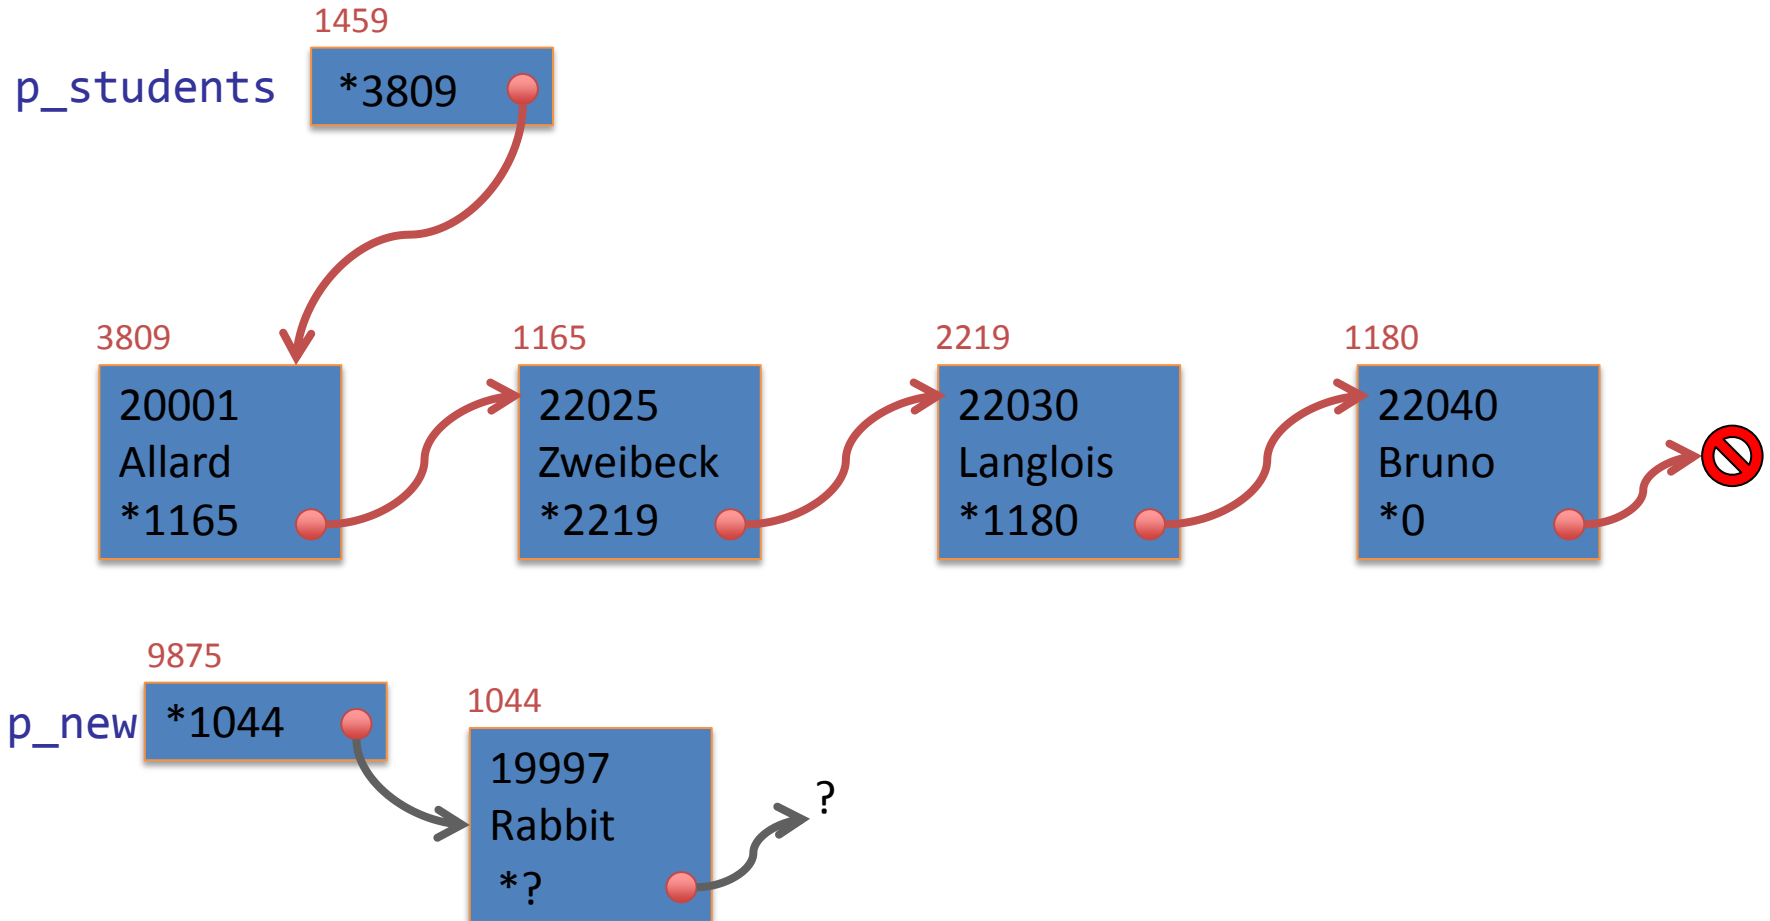 1459
p_students
*3809
3809
1165
2219
1180
20001
Allard
*1165
22025
Zweibeck
*2219
22030
Langlois
*1180
22040
Bruno
*0
9875
p_new
*1044
1044
19997
Rabbit
*?
?